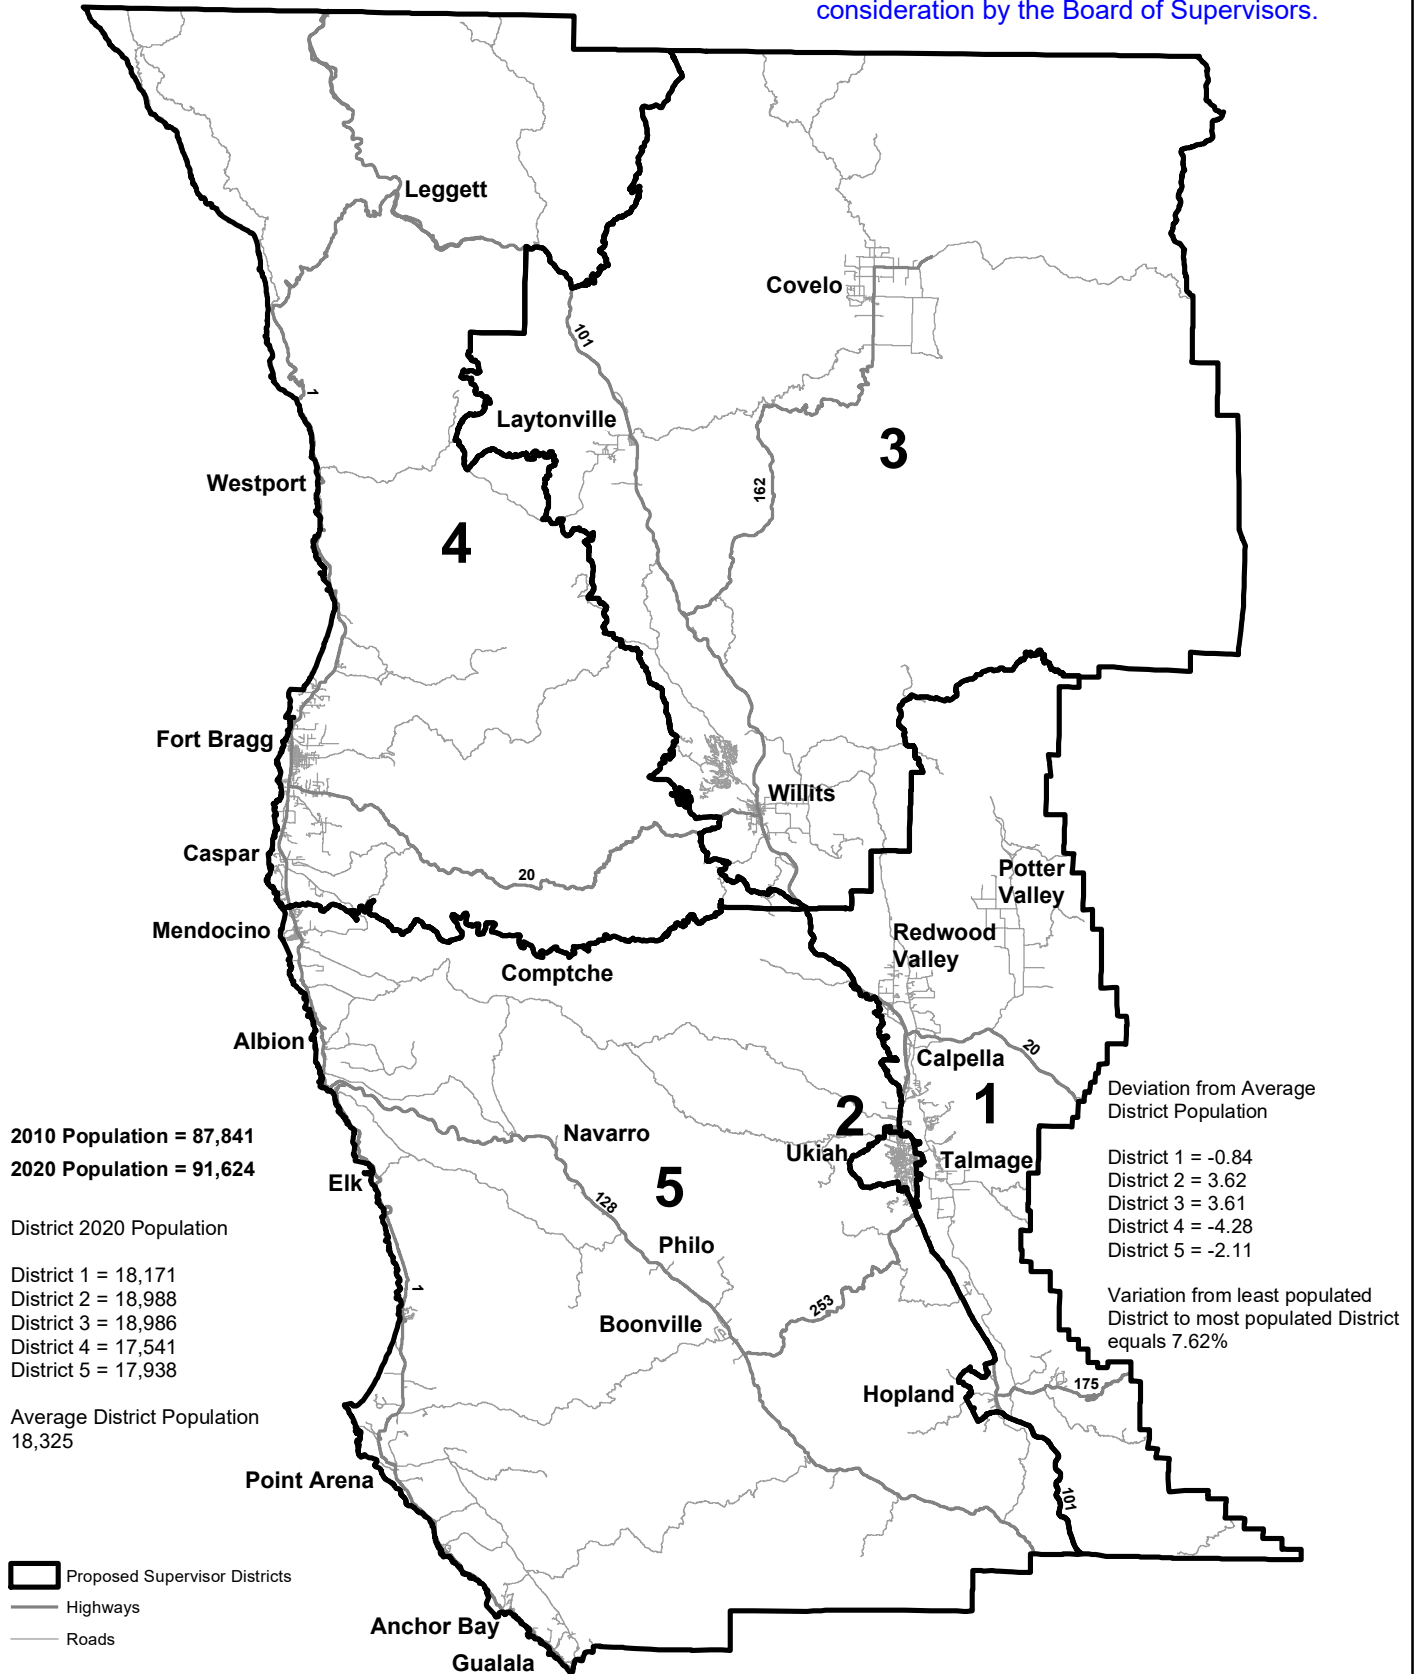 consideration by the Board of Supervisors.
Leggett
Covelo
101
1
Laytonville
3
Westport
162
4
Fort Bragg
Willits
Caspar
20
Potter
Valley
Mendocino
Redwood
Valley
Comptche
Albion
20
Calpella
1
2
Deviation from Average
District Population
District 1 = -0.84
District 2 = 3.62
District 3 = 3.61
District 4 = -4.28
District 5 = -2.11
Variation from least populated
District to most populated District
equals 7.62%
2010 Population = 87,841
2020 Population = 91,624
Navarro
Ukiah
Talmage
Elk
5
128
District 2020 Population
District 1 = 18,171
District 2 = 18,988
District 3 = 18,986
District 4 = 17,541
District 5 = 17,938
Philo
1
253
Boonville
175
Hopland
Average District Population
18,325
Point Arena
101
Proposed Supervisor Districts
Highways
Roads
Anchor Bay
Gualala